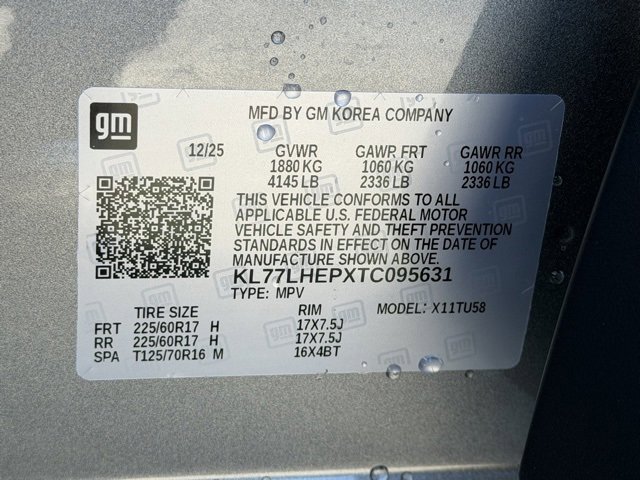 gm
MFD BY GM KOREA COMPANY
12/25 GVWR GAWR FRT GAWR RR
1880 KG 1060 KG 1060 KG
4145 LB 2336 LB 2336 LB
THIS VEHICLE CONFORMS TO ALL
APPLICABLE U.S. FEDERAL MOTOR
VEHICLE SAFETY AND THEFT PREVENTION
STANDARDS IN EFFECT ON THE DATE OF
MANUFACTURE SHOWN ABOVE.
KL77LHEPXTC095631
TYPE: MPV
TIRE SIZE RIM MODEL: X11TU58
FRT 225/60R17 H 17X7.5J
RR 225/60R17 H 17X7.5J
SPA T125/70R16 M 16X4BT